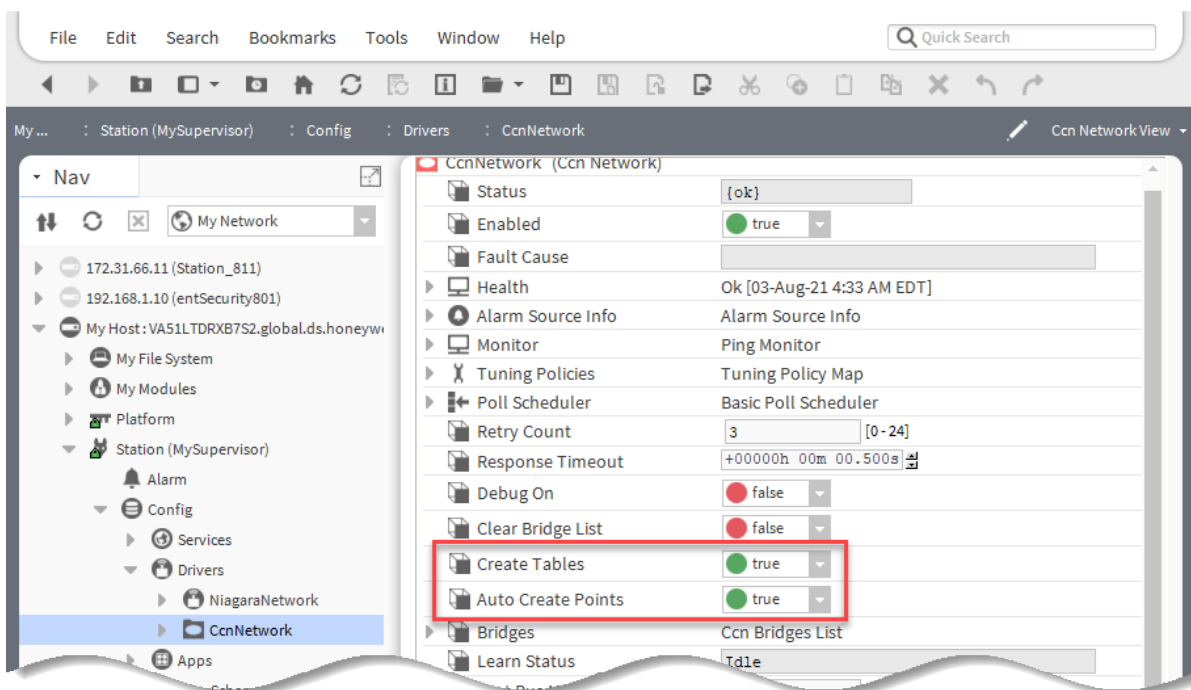 File Edit Search Bookmarks Tools Window Help Quick Search
My ... : Station (MySupervisor) : Config : Drivers : CcnNetwork Ccn Network View
Nav
My Network
172.31.66.11 (Station_811)
192.168.1.10 (entSecurity801)
My Host : VA51LTDRXB7S2.global.ds.honeyw
My File System
My Modules
Platform
Station (MySupervisor)
Alarm
Config
Services
Drivers
NiagaraNetwork
CcnNetwork
Apps
CcnNetwork (Ccn Network)
Status {ok}
Enabled true
Fault Cause
Health Ok [03-Aug-21 4:33 AM EDT]
Alarm Source Info Alarm Source Info
Monitor Ping Monitor
Tuning Policies Tuning Policy Map
Poll Scheduler Basic Poll Scheduler
Retry Count 3 [0 - 24]
Response Timeout +00000h 00m 00.500s
Debug On false
Clear Bridge List false
Create Tables true
Auto Create Points true
Bridges Ccn Bridges List
Learn Status Idle